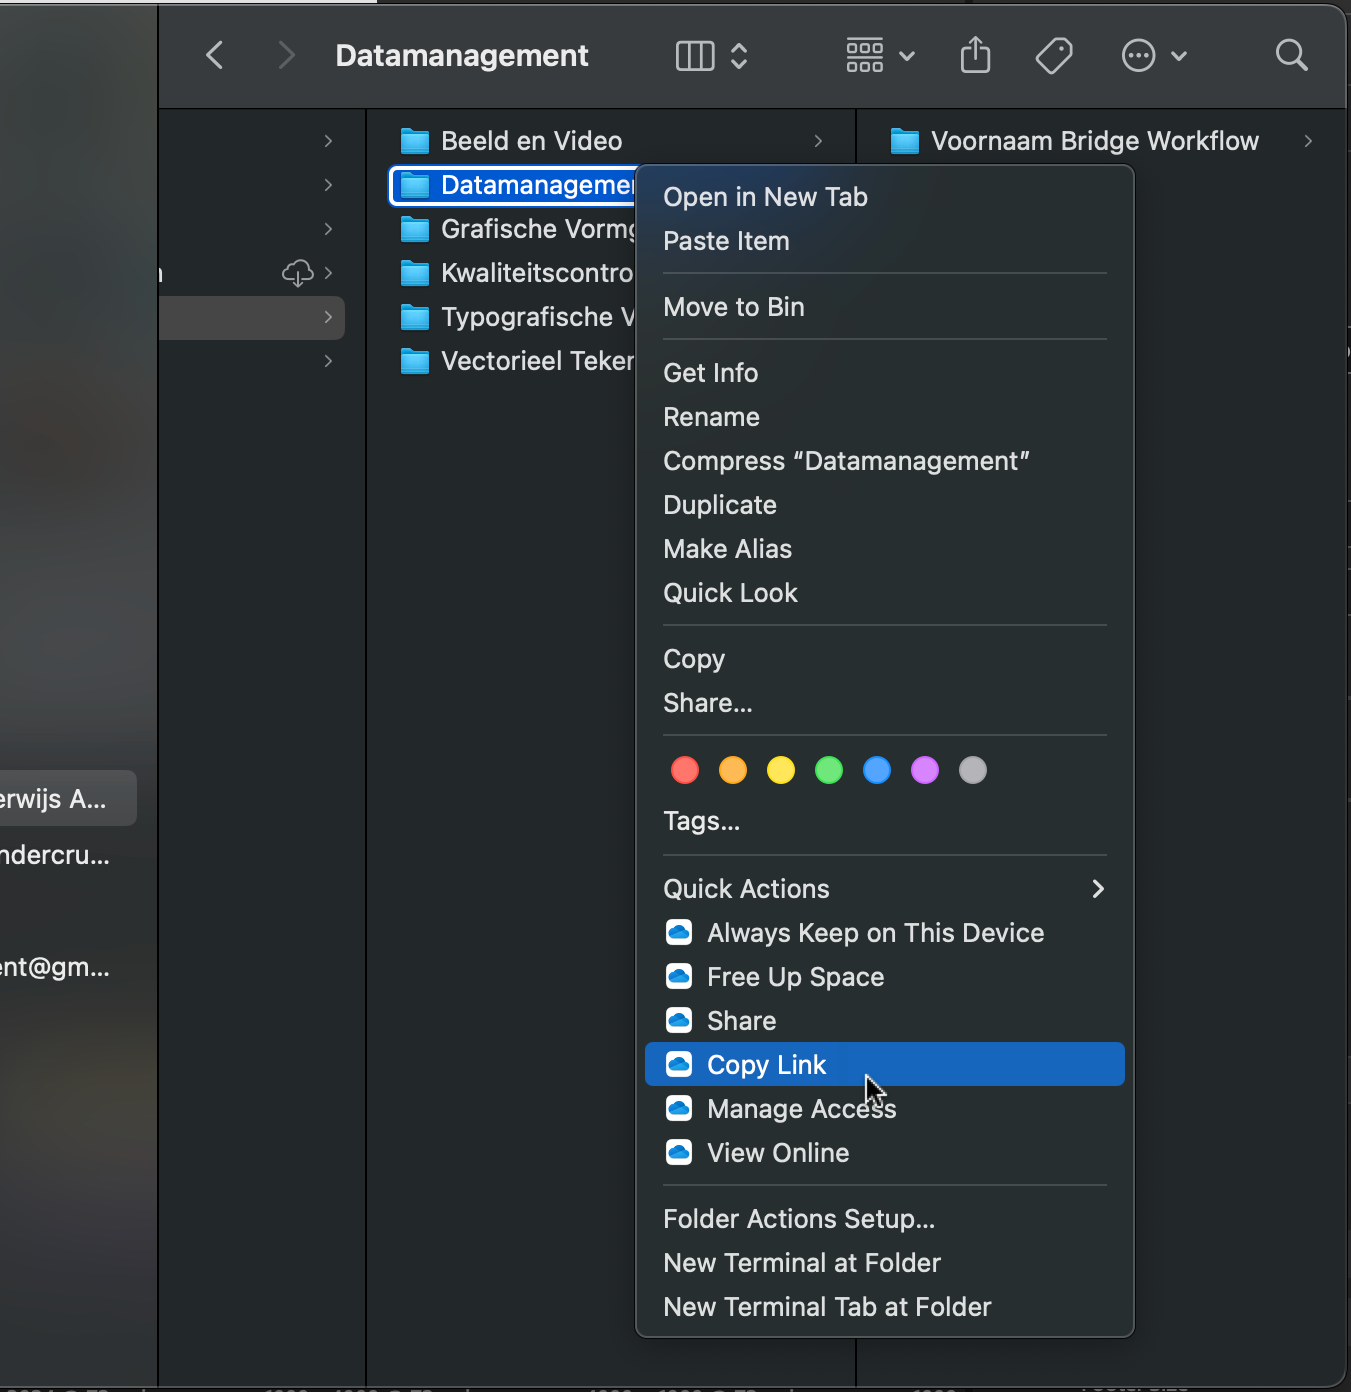 Datamanagement
Beeld en Video
Datamanagemen
Grafische Vormg
Kwaliteitscontro
Typografische V
Vectorieel Teken
Voornaam Bridge Workflow
Open in New Tab
Paste Item
Move to Bin
Get Info
Rename
Compress “Datamanagement”
Duplicate
Make Alias
Quick Look
Copy
Share...
Tags...
Quick Actions
Always Keep on This Device
Free Up Space
Share
Copy Link
Manage Access
View Online
Folder Actions Setup...
New Terminal at Folder
New Terminal Tab at Folder
erwijs A...
ndercru...
ent@gm...